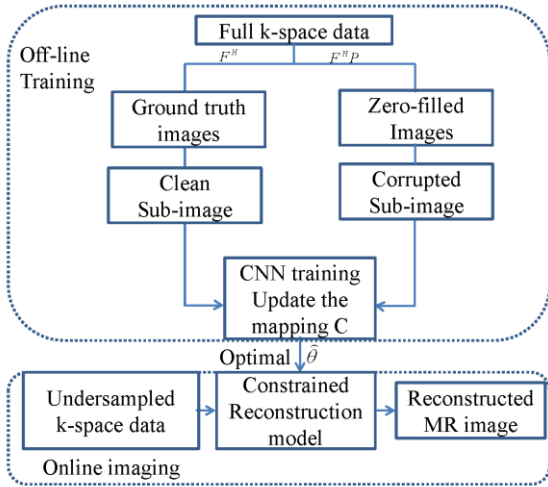 Full k-space data
Off-line
Training
F^H
F^H P
Ground truth
images
Zero-filled
Images
Clean
Sub-image
Corrupted
Sub-image
CNN training
Update the
mapping C
Optimal θ̂
Undersampled
k-space data
Constrained
Reconstruction
model
Reconstructed
MR image
Online imaging